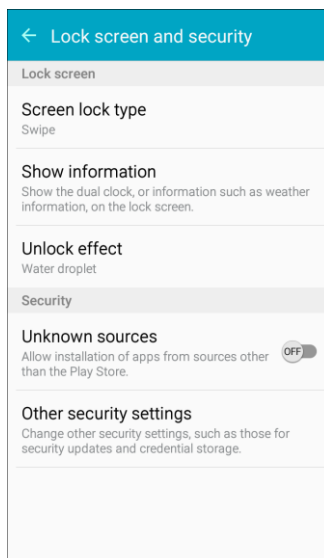 Lock screen and security
Lock screen
Screen lock type
Swipe
Show information
Show the dual clock, or information such as weather
information, on the lock screen.
Unlock effect
Water droplet
Security
Unknown sources
Allow installation of apps from sources other
than the Play Store.
OFF
Other security settings
Change other security settings, such as those for
security updates and credential storage.